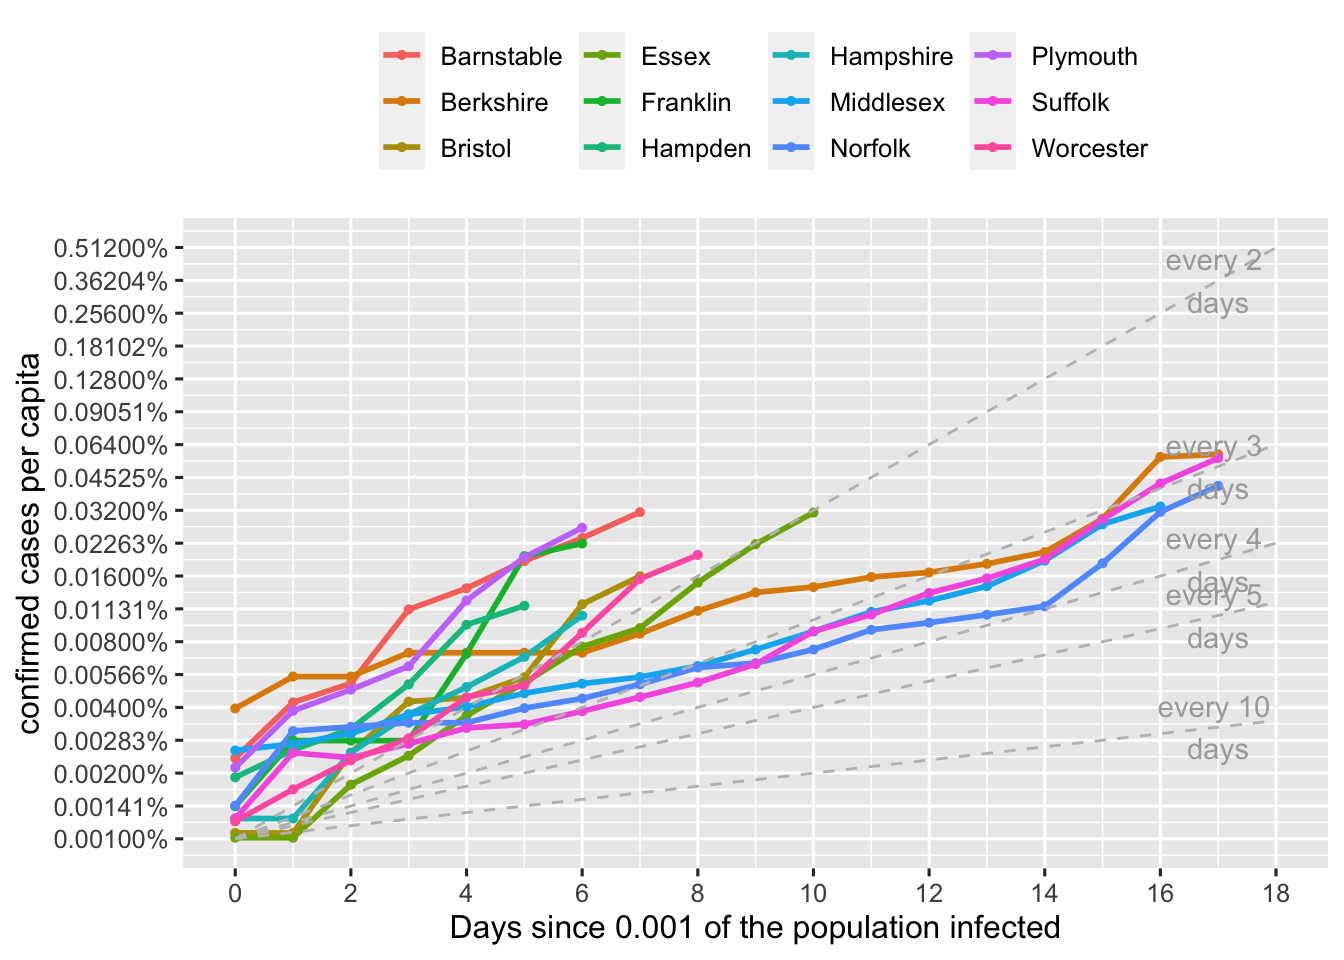 Barnstable Essex Hampshire Plymouth
Berkshire Franklin Middlesex Suffolk
Bristol Hampden Norfolk Worcester
confirmed cases per capita
0.51200%
0.36204%
0.25600%
0.18102%
0.12800%
0.09051%
0.06400%
0.04525%
0.03200%
0.02263%
0.01600%
0.01131%
0.00800%
0.00566%
0.00400%
0.00283%
0.00200%
0.00141%
0.00100%
every 2
days
every 3
days
every 4
days
every 5
days
every 10
days
0 2 4 6 8 10 12 14 16 18
Days since 0.001 of the population infected